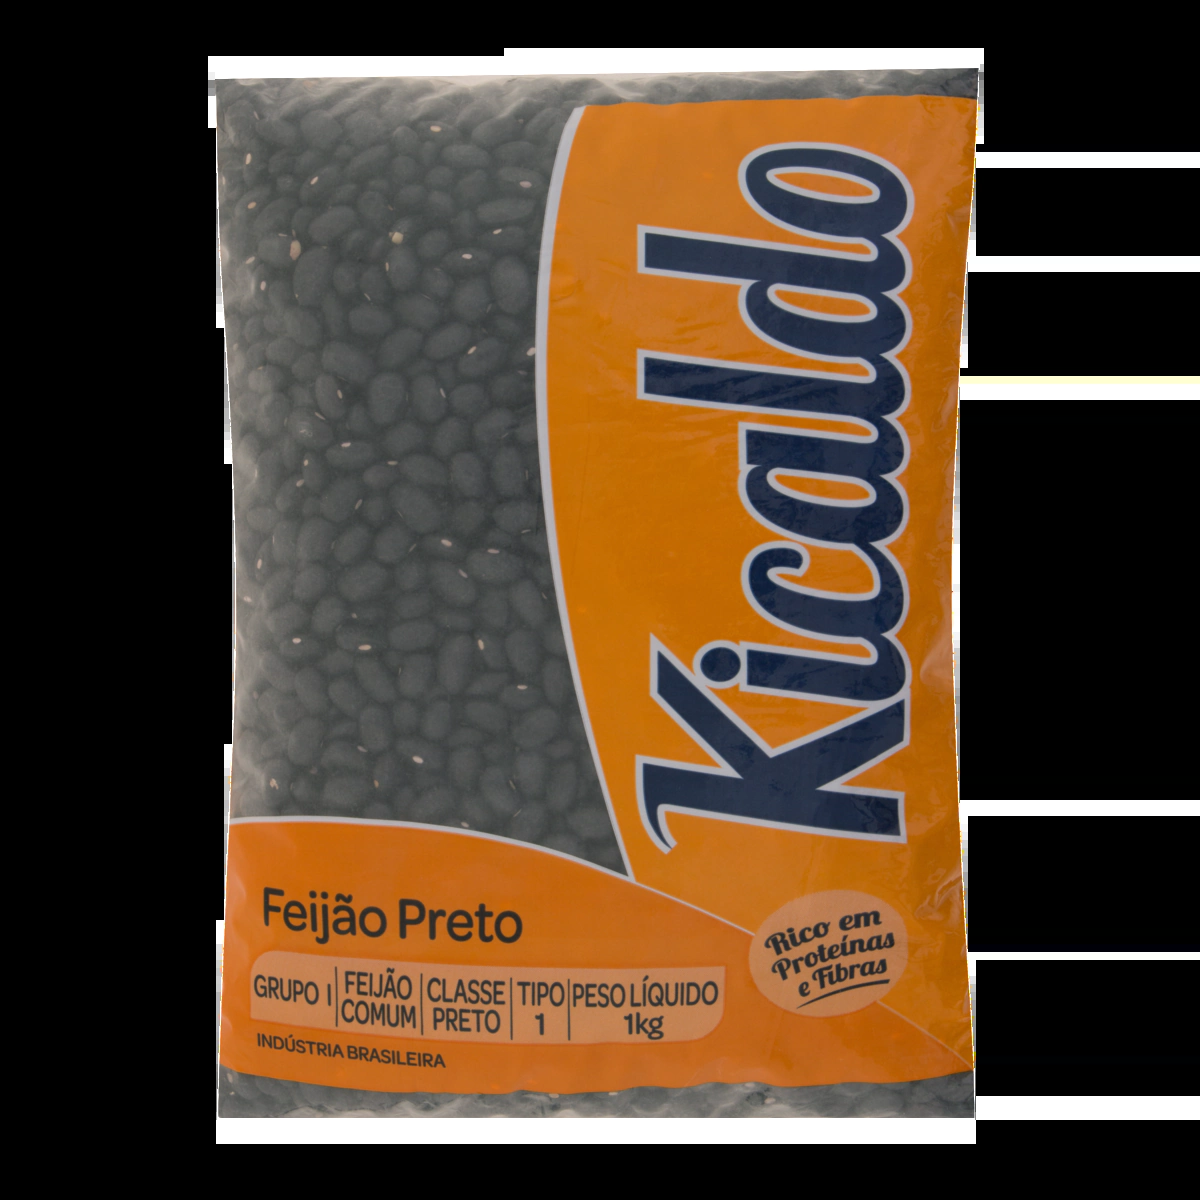 Kicaldo
Feijão Preto
GRUPO I
FEIJÃO
COMUM
CLASSE
PRETO
TIPO
1
PESO LÍQUIDO
1kg
INDÚSTRIA BRASILEIRA
Rico em
Proteínas
e Fibras